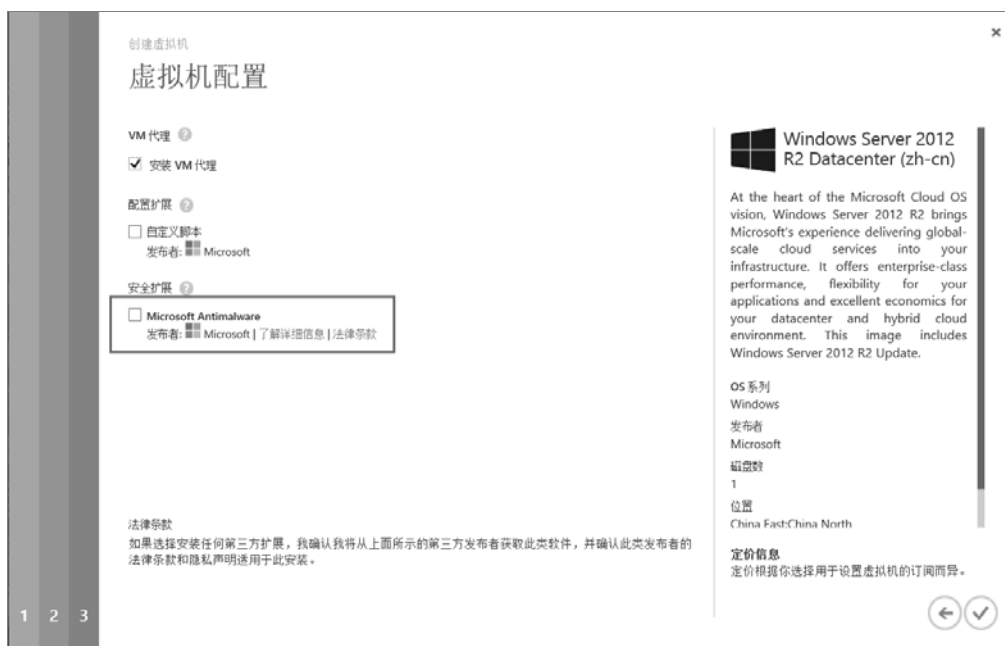 创建虚拟机
虚拟机配置
VM 代理 ?
安装 VM 代理
配置扩展 ?
自定义脚本
发布者: Microsoft
安全扩展 ?
Microsoft Antimalware
发布者: Microsoft | 了解详细信息 | 法律条款
法律条款
如果选择安装任何第三方扩展，我确认我将从上面所示的第三方发布者获取此类软件，并确认此类发布者的
法律条款和隐私声明适用于此安装。
1 2 3
Windows Server 2012
R2 Datacenter (zh-cn)
At the heart of the Microsoft Cloud OS
vision, Windows Server 2012 R2 brings
Microsoft's experience delivering global-
scale cloud services into your
infrastructure. It offers enterprise-class
performance, flexibility for your
applications and excellent economics for
your datacenter and hybrid cloud
environment. This image includes
Windows Server 2012 R2 Update.
OS 系列
Windows
发布者
Microsoft
磁盘数
1
位置
China East;China North
定价信息
定价根据你选择用于设置虚拟机的订阅而异。